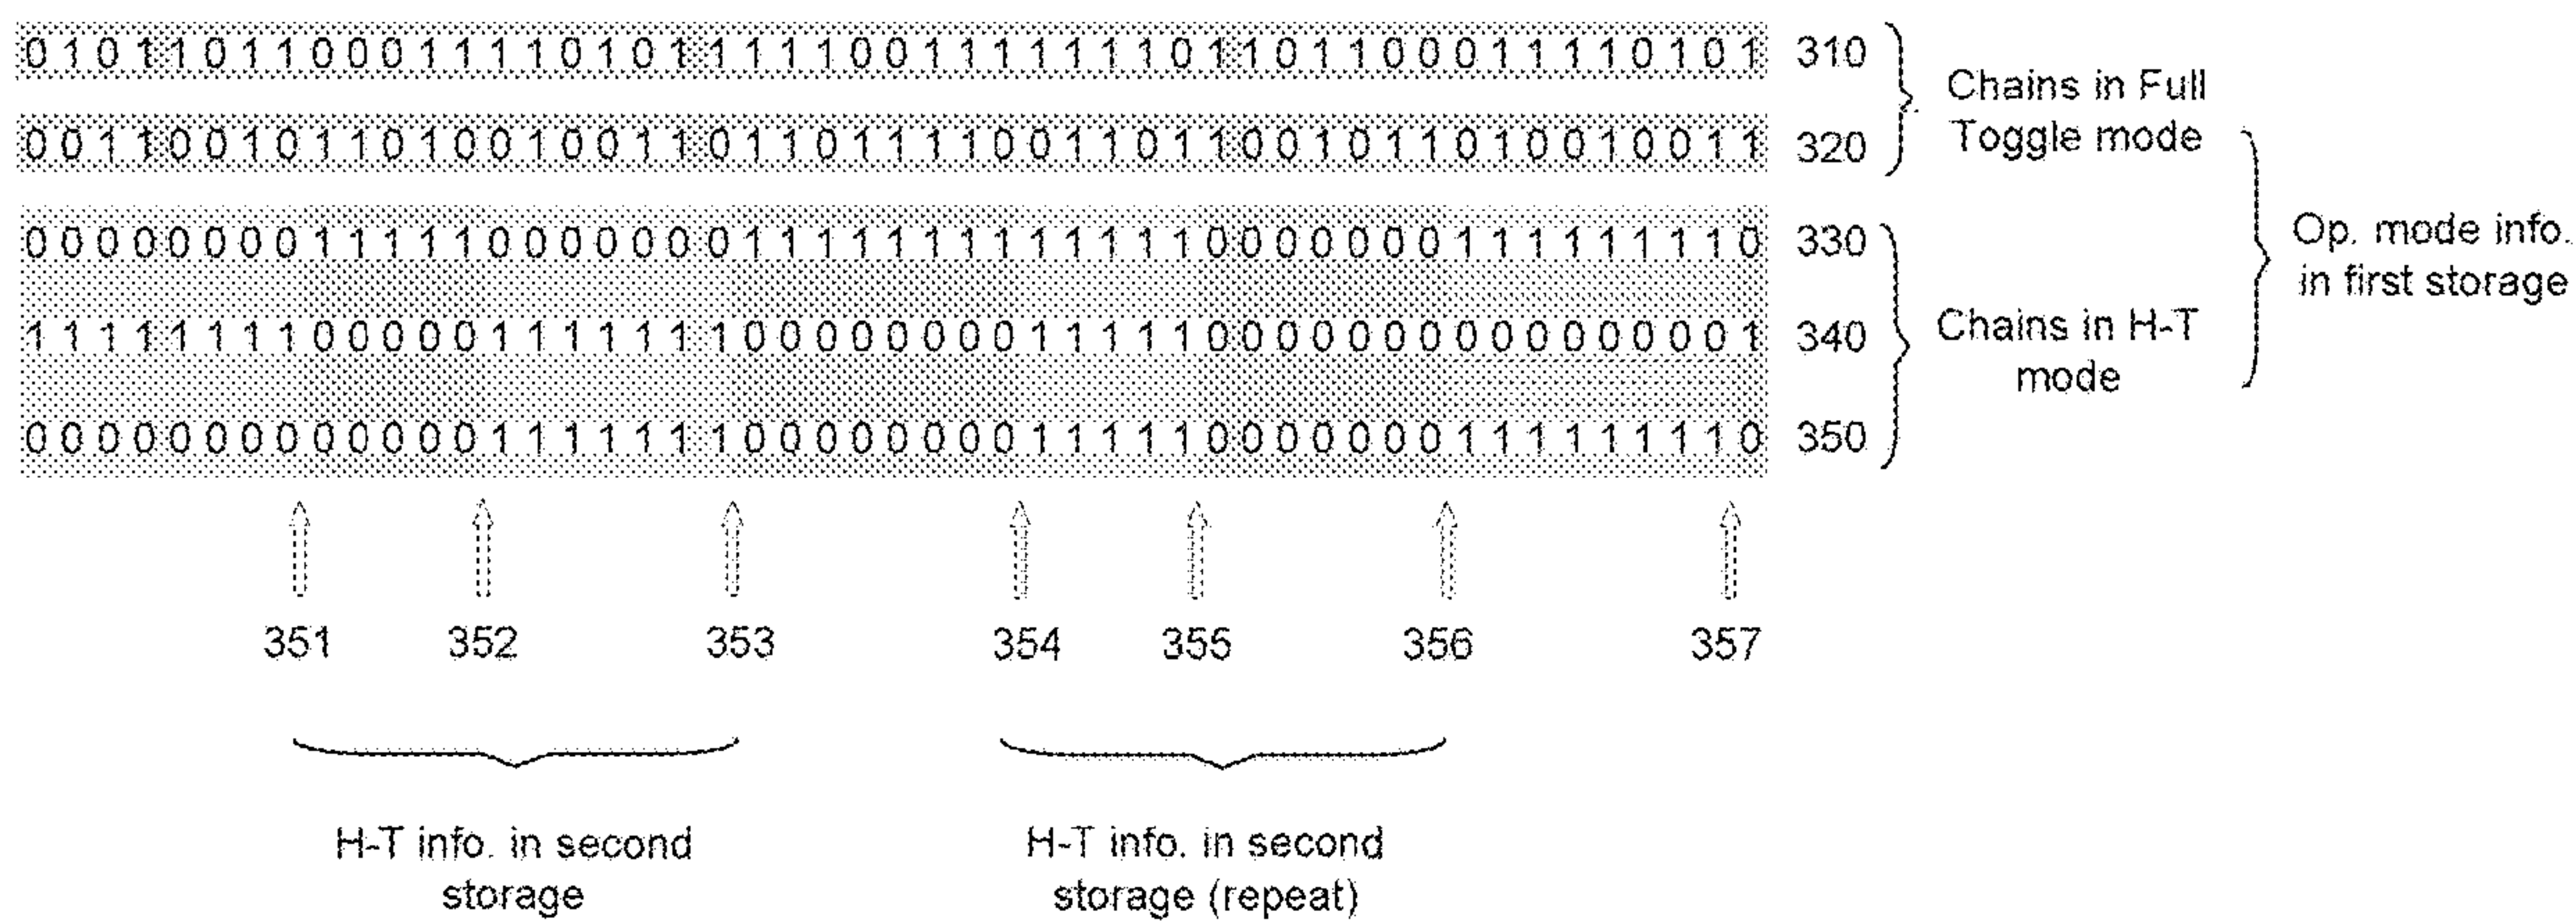 0 1 0 1 1 0 1 1 0 0 0 1 1 1 1 0 1 0 1 1 1 1 1 0 0 1 1 1 1 1 1 1 0 1 1 0 1 1 0 0 0 1 1 1 1 0 1 0 1 310
0 0 1 1 0 0 1 0 1 1 0 1 0 0 1 0 0 1 1 0 1 1 0 1 1 1 1 0 0 1 1 0 1 1 0 0 1 0 1 1 0 1 0 0 1 0 0 1 1 320
Chains in Full
Toggle mode
0 0 0 0 0 0 0 0 1 1 1 1 1 0 0 0 0 0 0 0 1 1 1 1 1 1 1 1 1 1 1 1 1 0 0 0 0 0 0 0 1 1 1 1 1 1 1 1 0 330
1 1 1 1 1 1 1 1 0 0 0 0 0 1 1 1 1 1 1 1 0 0 0 0 0 0 0 0 1 1 1 1 1 0 0 0 0 0 0 0 0 0 0 0 0 0 0 0 1 340
0 0 0 0 0 0 0 0 0 0 0 0 0 1 1 1 1 1 1 1 0 0 0 0 0 0 0 0 1 1 1 1 1 0 0 0 0 0 0 0 1 1 1 1 1 1 1 1 0 350
Chains in H-T
mode
Op. mode info.
in first storage
351 352 353 354 355 356 357
H-T info. in second
storage
H-T info. in second
storage (repeat)